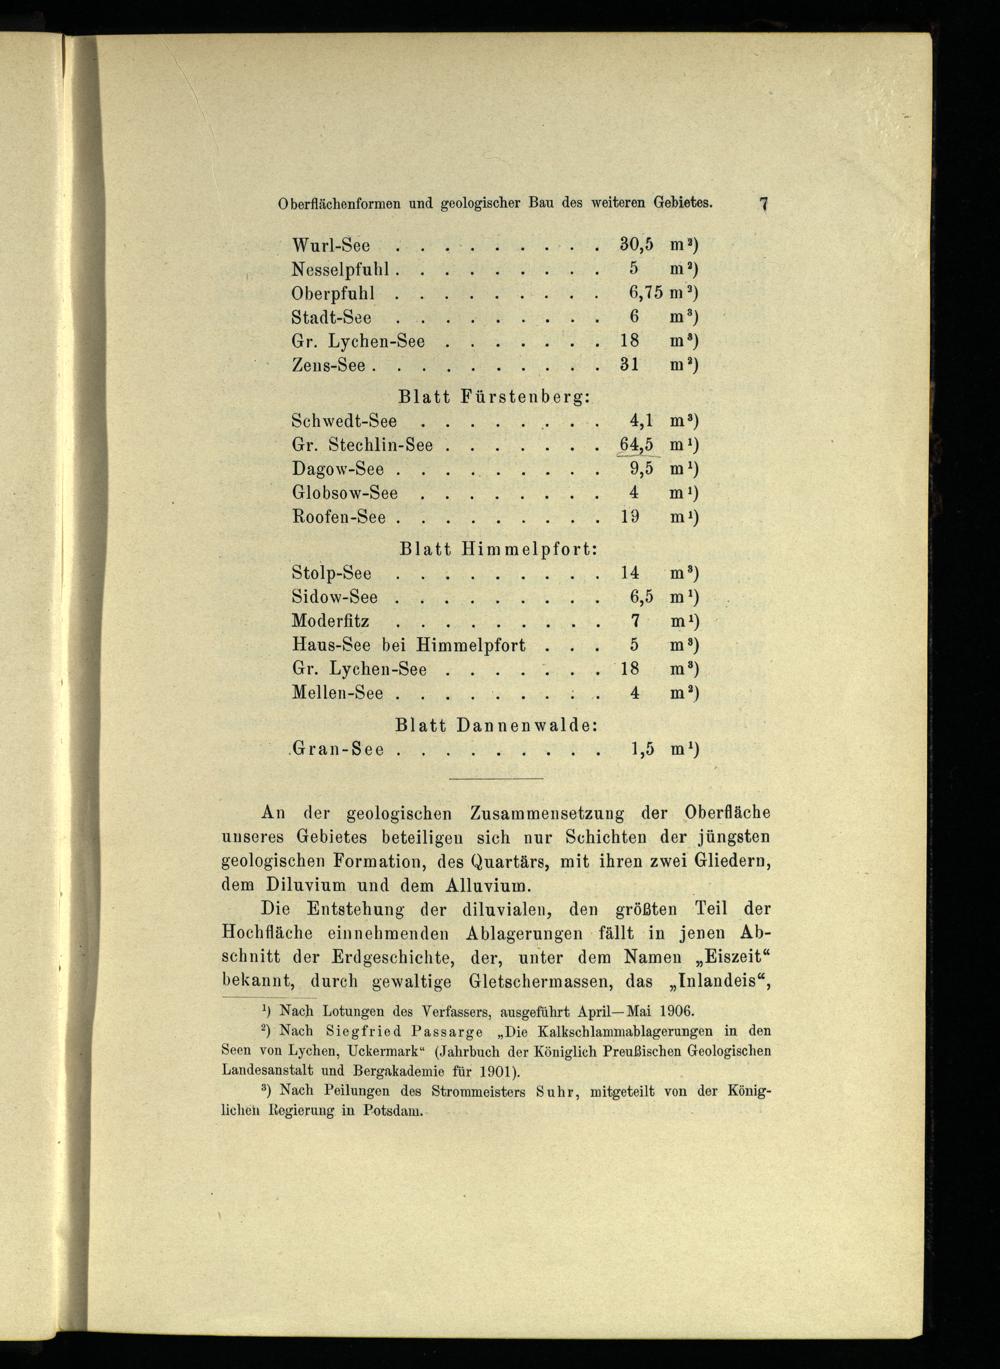 Oberflächenformen und geologischer Bau des weiteren Gebietes. 7
Wurl-See . . . . . . . . . 30,5 m²)
Nesselpfuhl . . . . . . . . . 5 m²)
Oberpfuhl . . . . . . . . . 6,75 m²)
Stadt-See . . . . . . . . . 6 m³)
Gr. Lychen-See . . . . . . . 18 m³)
Zens-See . . . . . . . . . . 31 m²)
Blatt Fürstenberg:
Schwedt-See . . . . . . . . 4,1 m³)
Gr. Stechlin-See . . . . . . . 64,5 m¹)
Dagow-See . . . . . . . . . 9,5 m¹)
Globsow-See . . . . . . . . 4 m¹)
Roofen-See . . . . . . . . . 19 m¹)
Blatt Himmelpfort:
Stolp-See . . . . . . . . . 14 m³)
Sidow-See . . . . . . . . . 6,5 m¹)
Moderfitz . . . . . . . . . 7 m¹)
Haus-See bei Himmelpfort . . . 5 m³)
Gr. Lychen-See . . . . . . . 18 m³)
Mellen-See . . . . . . . . . 4 m²)
Blatt Dannenwalde:
Gran-See . . . . . . . . . 1,5 m¹)
An der geologischen Zusammensetzung der Oberfläche
unseres Gebietes beteiligen sich nur Schichten der jüngsten
geologischen Formation, des Quartärs, mit ihren zwei Gliedern,
dem Diluvium und dem Alluvium.
Die Entstehung der diluvialen, den größten Teil der
Hochfläche einnehmenden Ablagerungen fällt in jenen Ab-
schnitt der Erdgeschichte, der, unter dem Namen „Eiszeit“
bekannt, durch gewaltige Gletschermassen, das „Inlandeis“,
¹) Nach Lotungen des Verfassers, ausgeführt April—Mai 1906.
²) Nach Siegfried Passarge „Die Kalkschlammablagerungen in den
Seen von Lychen, Uckermark“ (Jahrbuch der Königlich Preußischen Geologischen
Landesanstalt und Bergakademie für 1901).
³) Nach Peilungen des Strommeisters Suhr, mitgeteilt von der König-
lichen Regierung in Potsdam.